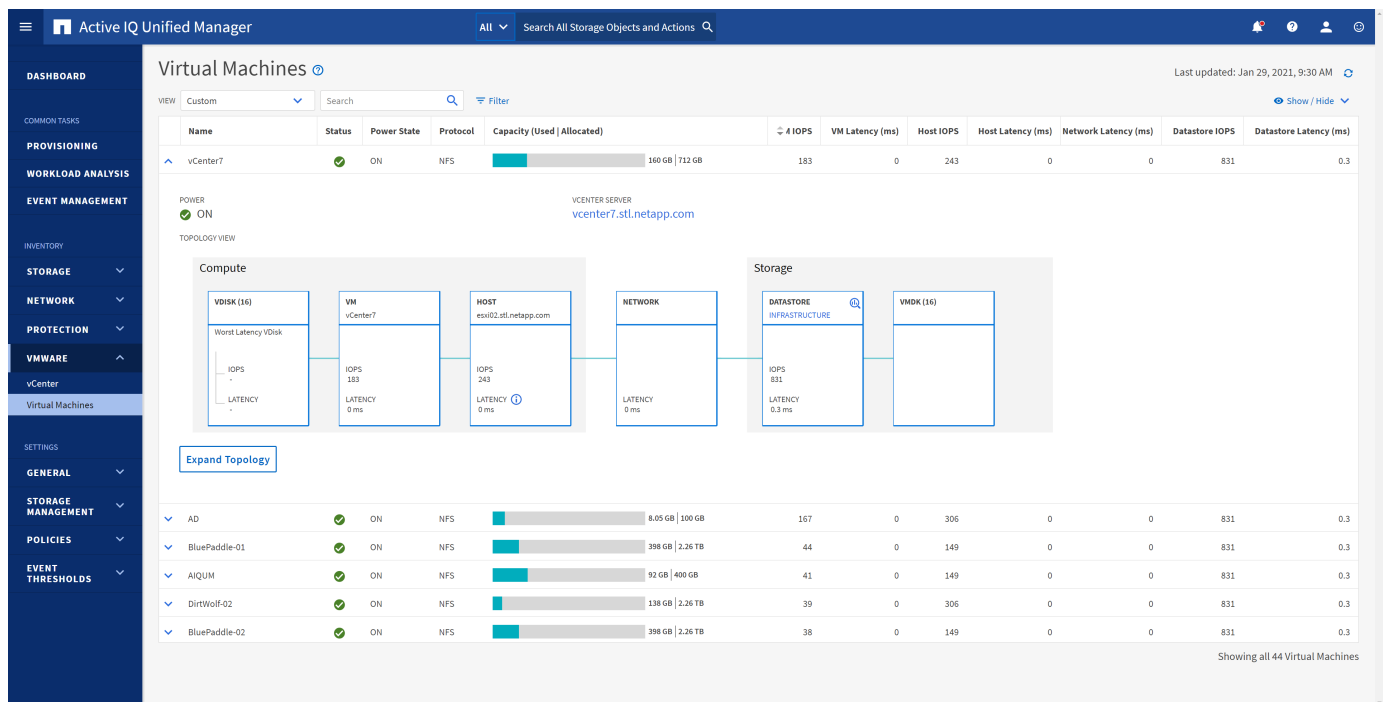 Active IQ Unified Manager
All
Search All Storage Objects and Actions
DASHBOARD
COMMON TASKS
PROVISIONING
WORKLOAD ANALYSIS
EVENT MANAGEMENT
INVENTORY
STORAGE
NETWORK
PROTECTION
VMWARE
vCenter
Virtual Machines
SETTINGS
GENERAL
STORAGE
MANAGEMENT
POLICIES
EVENT
THRESHOLDS
Virtual Machines
Last updated: Jan 29, 2021, 9:30 AM
VIEW Custom Search Filter Show / Hide
Name Status Power State Protocol Capacity (Used | Allocated) IOPS VM Latency (ms) Host IOPS Host Latency (ms) Network Latency (ms) Datastore IOPS Datastore Latency (ms)
vCenter7 ON NFS 160 GB | 712 GB 183 0 243 0 0 831 0.3
POWER
ON
VCENTER SERVER
vcenter7.stl.netapp.com
TOPOLOGY VIEW
Compute
VDISK (16)
Worst Latency VDisk
IOPS
-
LATENCY
-
VM
vCenter7
IOPS
183
LATENCY
0 ms
HOST
esxi02.stl.netapp.com
IOPS
243
LATENCY
0 ms
NETWORK
LATENCY
0 ms
Storage
DATASTORE
INFRASTRUCTURE
IOPS
831
LATENCY
0.3 ms
VMDK (16)
Expand Topology
AD ON NFS 8.05 GB | 100 GB 167 0 306 0 0 831 0.3
BluePaddle-01 ON NFS 398 GB | 2.26 TB 44 0 149 0 0 831 0.3
AIQUM ON NFS 92 GB | 400 GB 41 0 149 0 0 831 0.3
DirtWolf-02 ON NFS 138 GB | 2.26 TB 39 0 306 0 0 831 0.3
BluePaddle-02 ON NFS 398 GB | 2.26 TB 38 0 149 0 0 831 0.3
Showing all 44 Virtual Machines